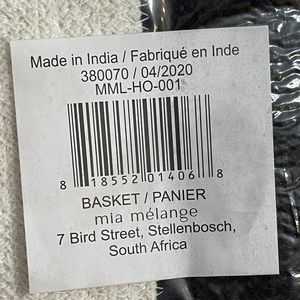 Made in India / Fabriqué en Inde
380070 / 04/2020
MML-HO-001
8 18552 01406 8
BASKET / PANIER
mia mélange
7 Bird Street, Stellenbosch,
South Africa